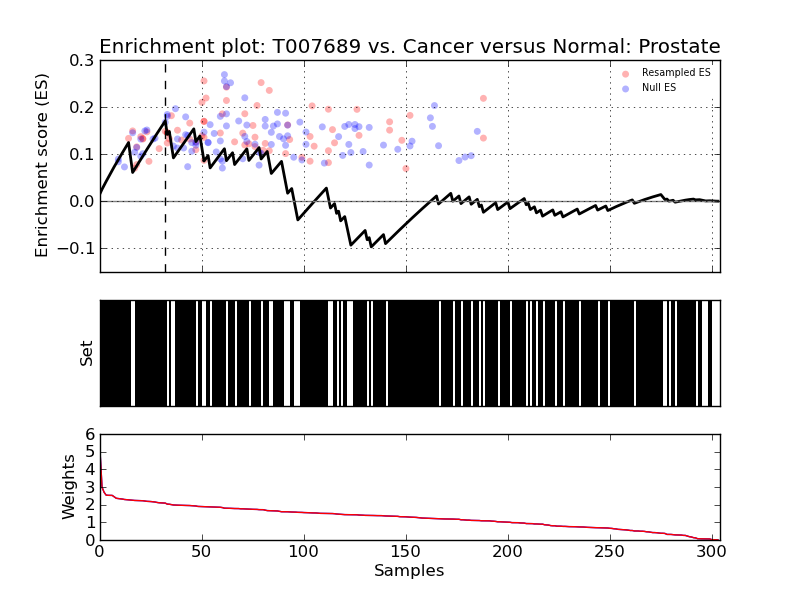 Enrichment plot: T007689 vs. Cancer versus Normal: Prostate
0.3
0.2
0.1
0.0
−0.1
Enrichment score (ES)
Resampled ES
Null ES
Set
6
5
4
3
2
1
0
Weights
0 50 100 150 200 250 300
Samples